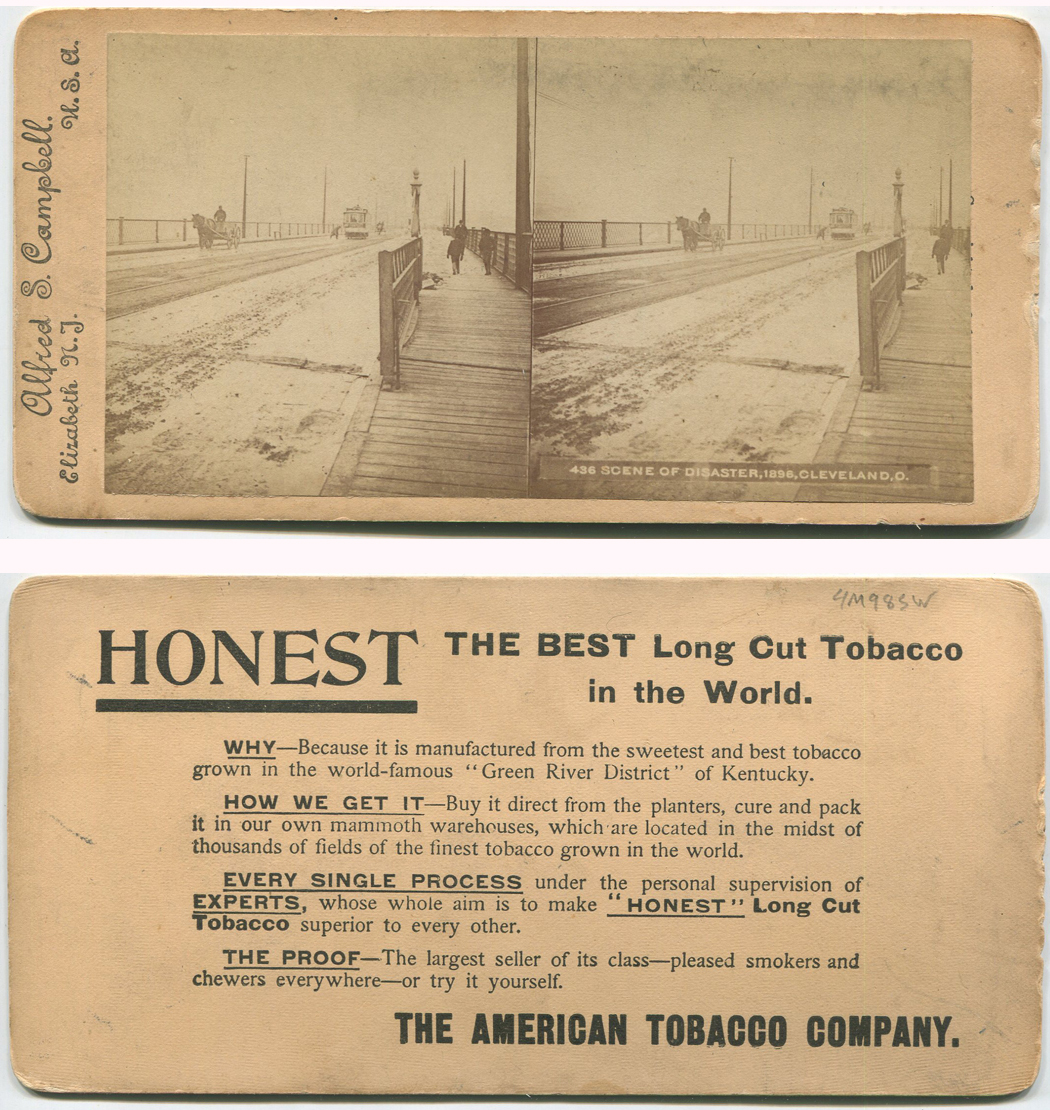 Alfred S. Campbell.
U.S.A.
Elizabeth N.J.
436 SCENE OF DISASTER,1896,CLEVELAND,O.
4M98SW
HONEST THE BEST Long Cut Tobacco
in the World.
WHY—Because it is manufactured from the sweetest and best tobacco
grown in the world-famous “Green River District” of Kentucky.
HOW WE GET IT—Buy it direct from the planters, cure and pack
it in our own mammoth warehouses, which are located in the midst of
thousands of fields of the finest tobacco grown in the world.
EVERY SINGLE PROCESS under the personal supervision of
EXPERTS, whose whole aim is to make “HONEST” Long Cut
Tobacco superior to every other.
THE PROOF—The largest seller of its class—pleased smokers and
chewers everywhere—or try it yourself.
THE AMERICAN TOBACCO COMPANY.